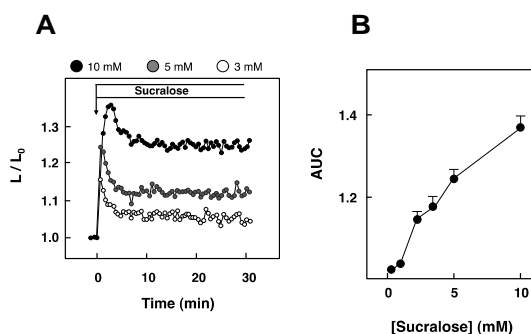 A
10 mM 5 mM 3 mM
Sucralose
1.3
1.2
1.1
1.0
L / L0
0 10 20 30
Time (min)
B
1.4
1.2
AUC
0 5 10
[Sucralose] (mM)